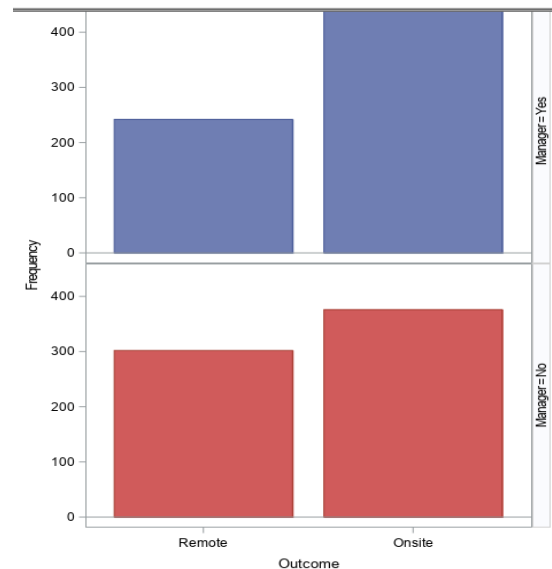 400
300
200
100
0
Manager = Yes
Frequency
400
300
200
100
0
Manager = No
Remote Onsite
Outcome